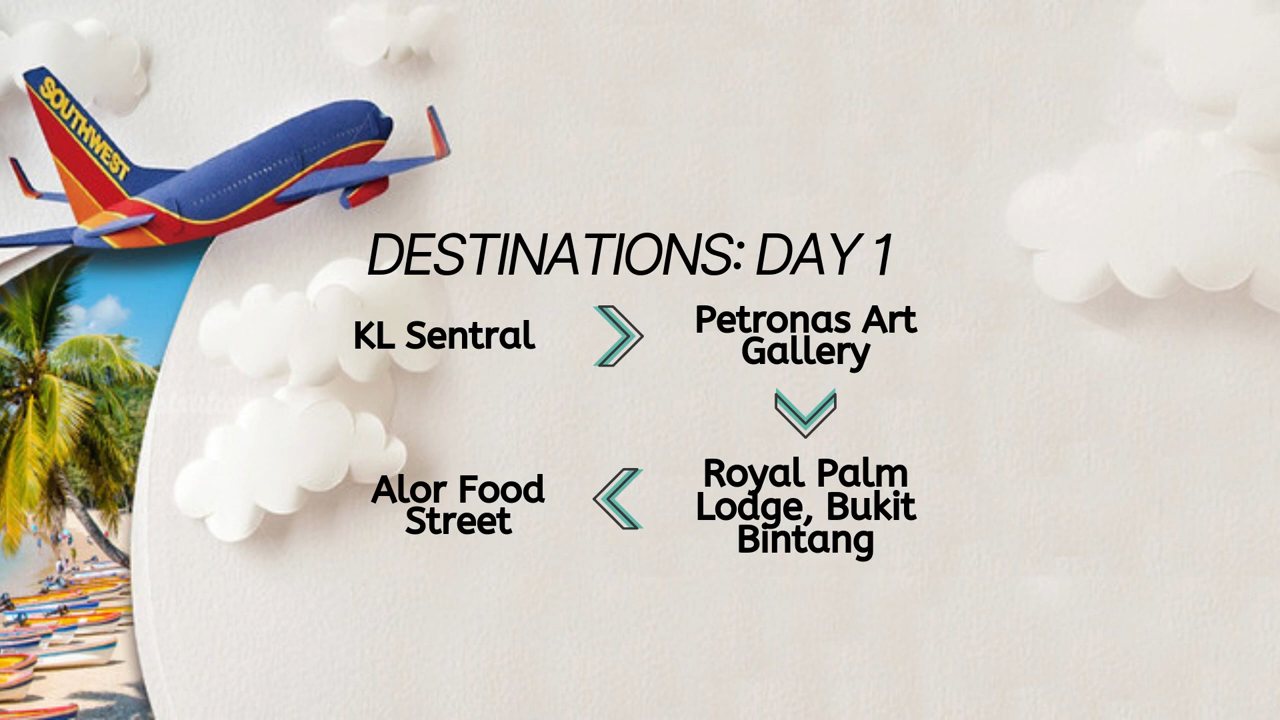 SOUTHWEST
DESTINATIONS: DAY 1
KL Sentral
Petronas Art
Gallery
Royal Palm
Lodge, Bukit
Bintang
Alor Food
Street